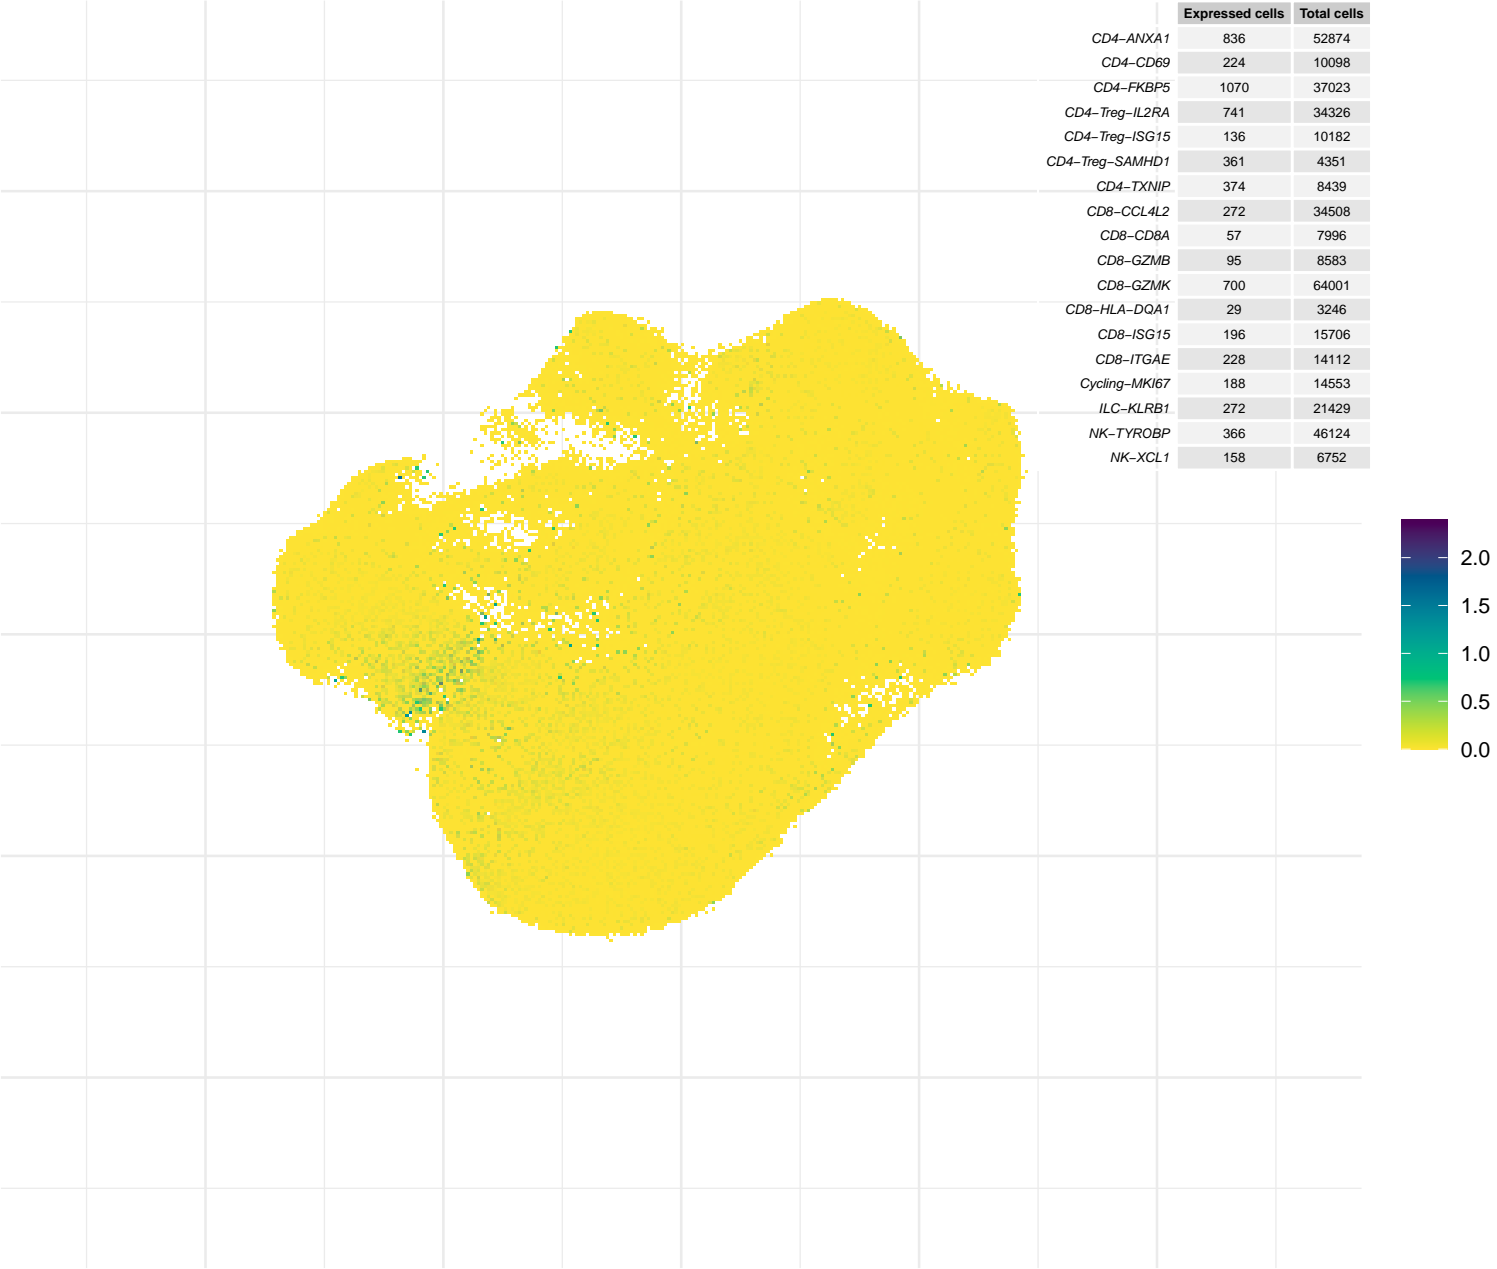 Expressed cells Total cells
CD4−ANXA1 836 52874
CD4−CD69 224 10098
CD4−FKBP5 1070 37023
CD4−Treg−IL2RA 741 34326
CD4−Treg−ISG15 136 10182
CD4−Treg−SAMHD1 361 4351
CD4−TXNIP 374 8439
CD8−CCL4L2 272 34508
CD8−CD8A 57 7996
CD8−GZMB 95 8583
CD8−GZMK 700 64001
CD8−HLA−DQA1 29 3246
CD8−ISG15 196 15706
CD8−ITGAE 228 14112
Cycling−MKI67 188 14553
ILC−KLRB1 272 21429
NK−TYROBP 366 46124
NK−XCL1 158 6752
2.0
1.5
1.0
0.5
0.0